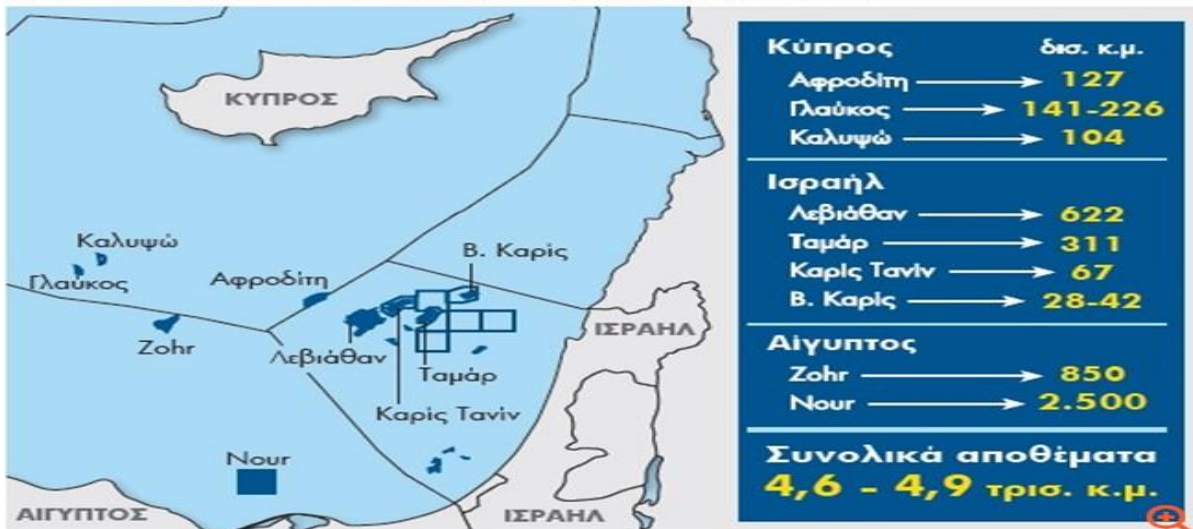 ΚΥΠΡΟΣ
Καλυψώ
Γλαύκος
Αφροδίτη
Β. Καρίς
Zohr
Λεβιάθαν
Ταμάρ
Καρίς Τανίν
Nour
ΙΣΡΑΗΛ
ΑΙΓΥΠΤΟΣ
ΙΣΡΑΗΛ
Κύπρος δισ. κ.μ.
Αφροδίτη 127
Γλαύκος 141-226
Καλυψώ 104
Ισραήλ
Λεβιάθαν 622
Ταμάρ 311
Καρίς Τανίν 67
Β. Καρίς 28-42
Αίγυπτος
Zohr 850
Nour 2.500
Συνολικά αποθέματα
4,6 - 4,9 τρισ. κ.μ.